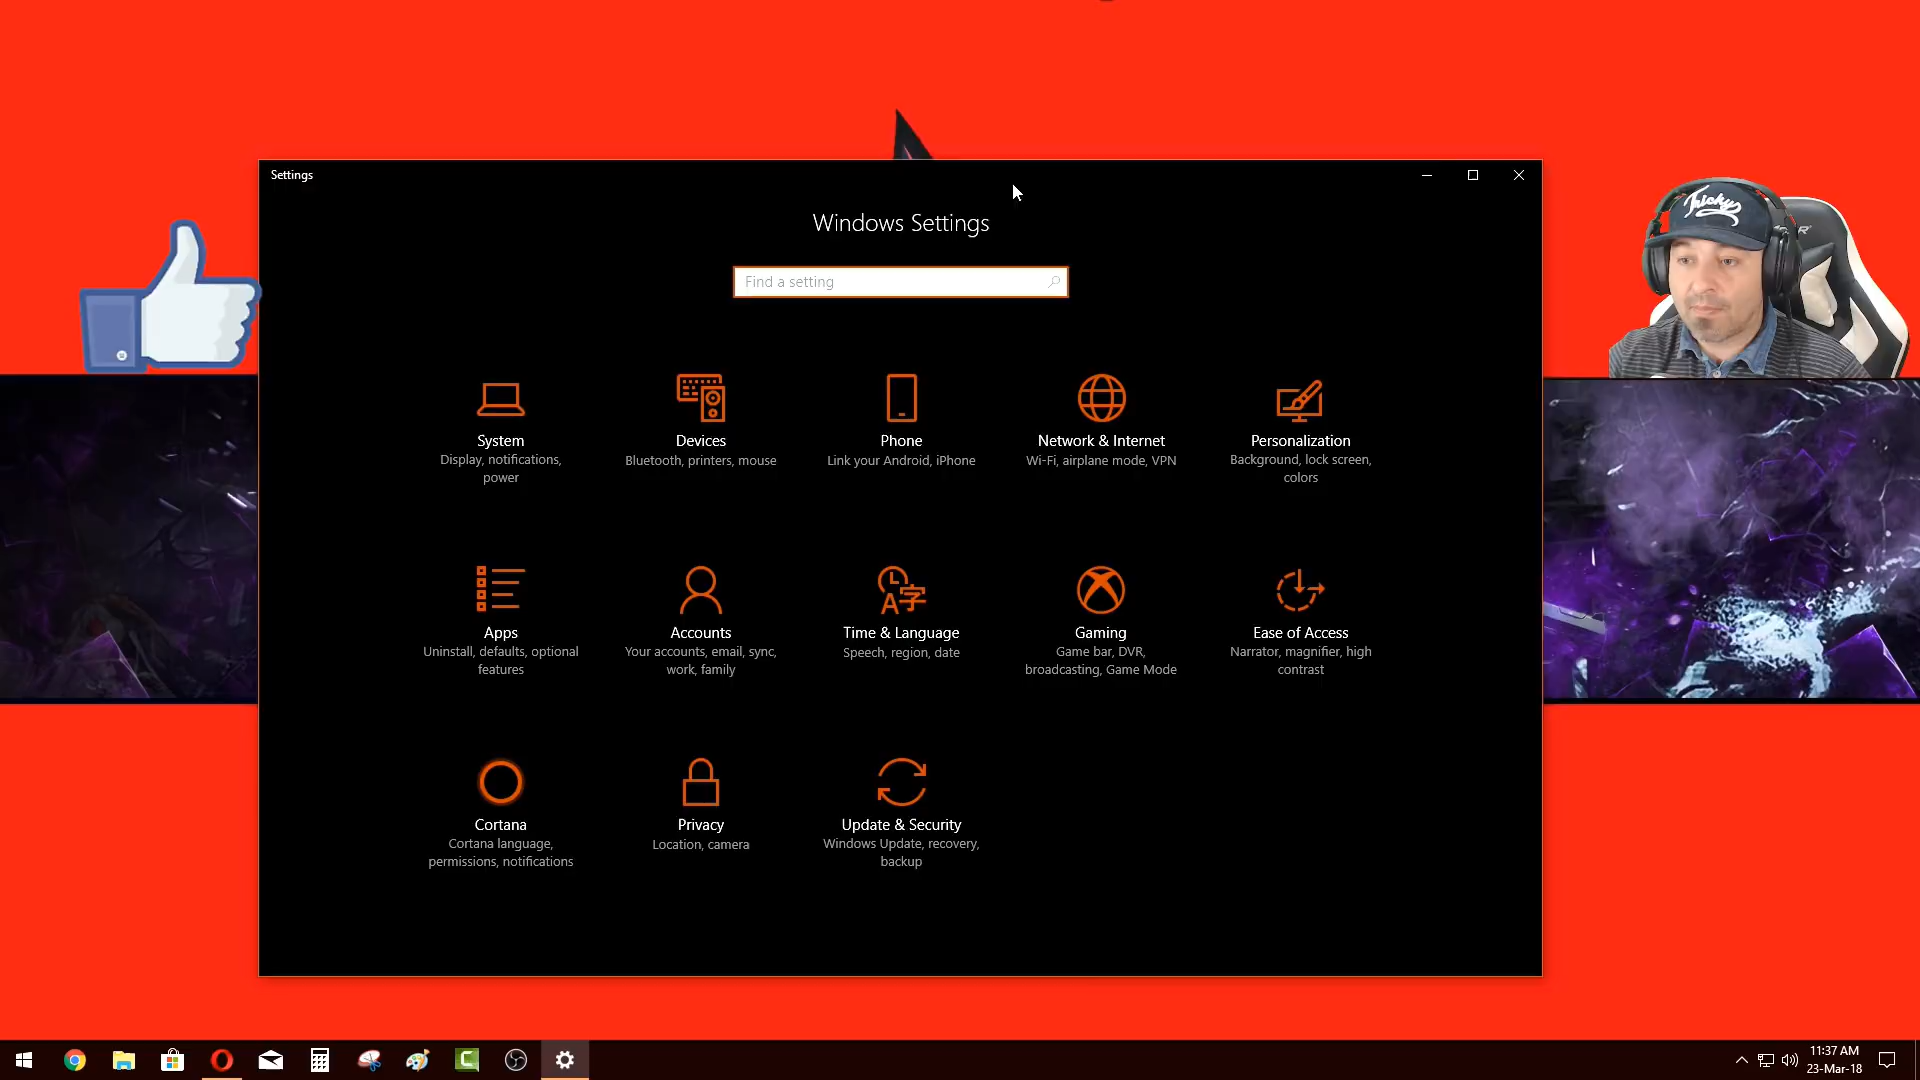 Settings
Windows Settings
Find a setting
Tricky
System
Display, notifications,
power
Devices
Bluetooth, printers, mouse
Phone
Link your Android, iPhone
Network & Internet
Wi-Fi, airplane mode, VPN
Personalization
Background, lock screen,
colors
Apps
Uninstall, defaults, optional
features
Accounts
Your accounts, email, sync,
work, family
Time & Language
Speech, region, date
Gaming
Game bar, DVR,
broadcasting, Game Mode
Ease of Access
Narrator, magnifier, high
contrast
Cortana
Cortana language,
permissions, notifications
Privacy
Location, camera
Update & Security
Windows Update, recovery,
backup
11:37 AM
23-Mar-18